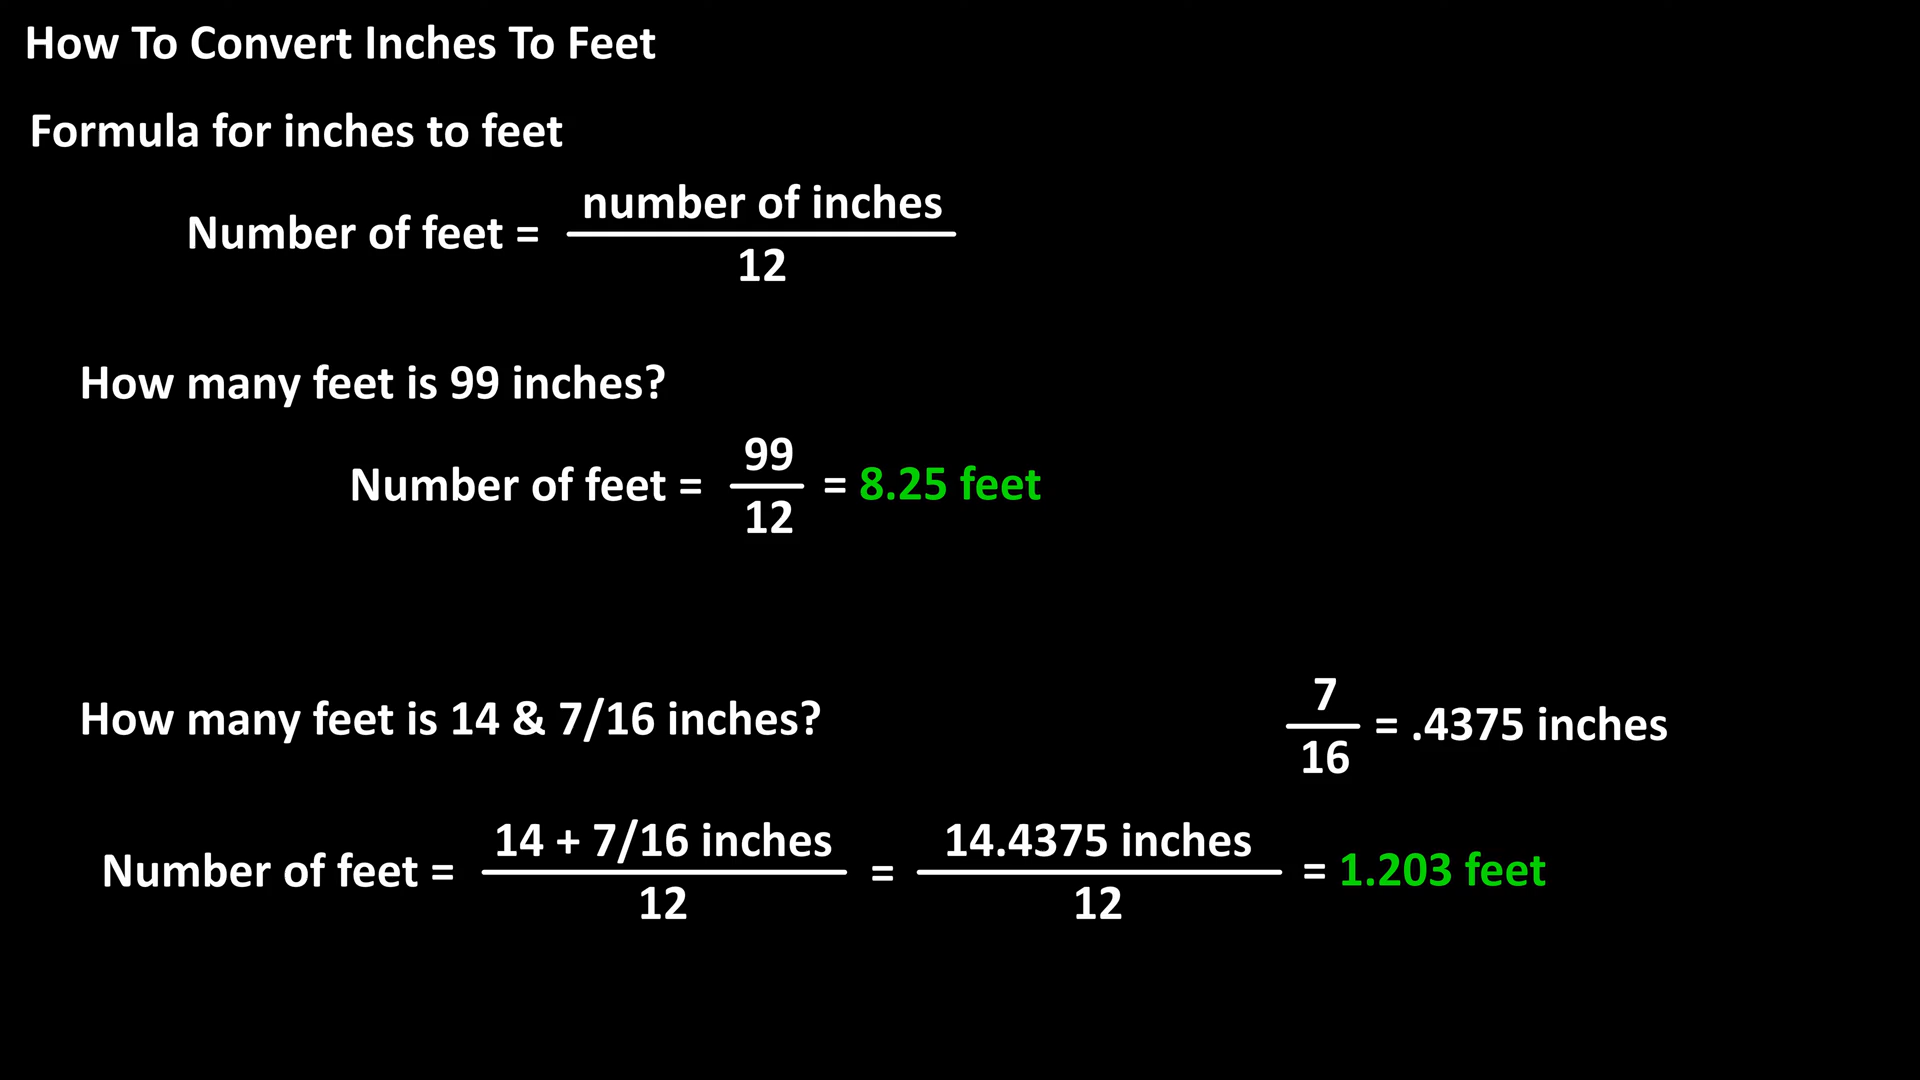 How To Convert Inches To Feet
Formula for inches to feet
Number of feet = number of inches / 12
How many feet is 99 inches?
Number of feet = 99 / 12 = 8.25 feet
How many feet is 14 & 7/16 inches?
7 / 16 = .4375 inches
Number of feet = 14 + 7/16 inches / 12 = 14.4375 inches / 12 = 1.203 feet